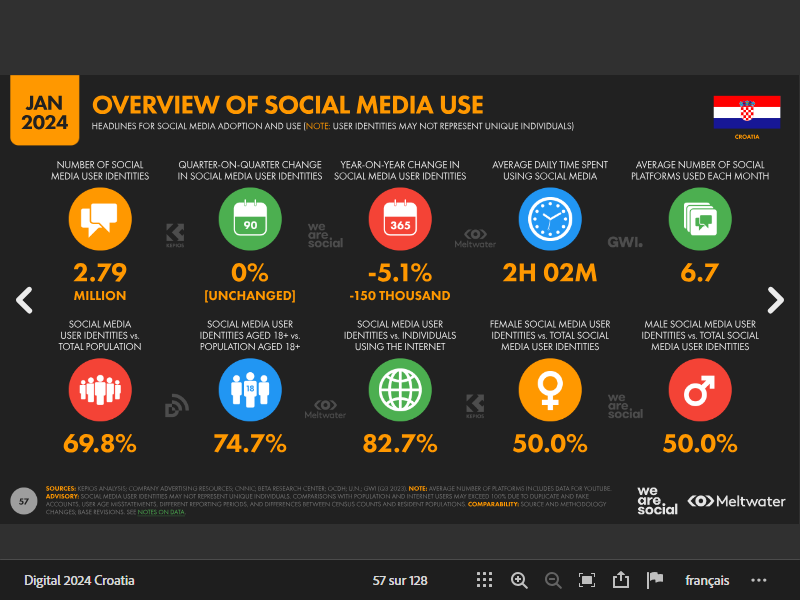 JAN
2024
OVERVIEW OF SOCIAL MEDIA USE
HEADLINES FOR SOCIAL MEDIA ADOPTION AND USE (NOTE: USER IDENTITIES MAY NOT REPRESENT UNIQUE INDIVIDUALS)
CROATIA
NUMBER OF SOCIAL
MEDIA USER IDENTITIES
QUARTER-ON-QUARTER CHANGE
IN SOCIAL MEDIA USER IDENTITIES
YEAR-ON-YEAR CHANGE IN
SOCIAL MEDIA USER IDENTITIES
AVERAGE DAILY TIME SPENT
USING SOCIAL MEDIA
AVERAGE NUMBER OF SOCIAL
PLATFORMS USED EACH MONTH
90
365
KEPIOS
we
are
social
Meltwater
GWI.
2.79
MILLION
0%
[UNCHANGED]
-5.1%
-150 THOUSAND
2H 02M
6.7
SOCIAL MEDIA
USER IDENTITIES vs.
TOTAL POPULATION
SOCIAL MEDIA USER
IDENTITIES AGED 18+ vs.
POPULATION AGED 18+
SOCIAL MEDIA USER
IDENTITIES vs. INDIVIDUALS
USING THE INTERNET
FEMALE SOCIAL MEDIA USER
IDENTITIES vs. TOTAL SOCIAL
MEDIA USER IDENTITIES
MALE SOCIAL MEDIA USER
IDENTITIES vs. TOTAL SOCIAL
MEDIA USER IDENTITIES
18
Meltwater
KEPIOS
we
are
social
69.8%
74.7%
82.7%
50.0%
50.0%
57
SOURCES: KEPIOS ANALYSIS; COMPANY ADVERTISING RESOURCES; CNNIC; BETA RESEARCH CENTER; OCDH; U.N.; GWI (Q3 2023). NOTE: AVERAGE NUMBER OF PLATFORMS INCLUDES DATA FOR YOUTUBE.
ADVISORY: SOCIAL MEDIA USER IDENTITIES MAY NOT REPRESENT UNIQUE INDIVIDUALS. COMPARISONS WITH POPULATION AND INTERNET USERS MAY EXCEED 100% DUE TO DUPLICATE AND FAKE
ACCOUNTS, USER AGE MISSTATEMENTS, DIFFERENT REPORTING PERIODS, AND DIFFERENCES BETWEEN CENSUS COUNTS AND RESIDENT POPULATIONS. COMPARABILITY: SOURCE AND METHODOLOGY
CHANGES; BASE REVISIONS. SEE NOTES ON DATA.
we
are
social
Meltwater
Digital 2024 Croatia
57 sur 128
français